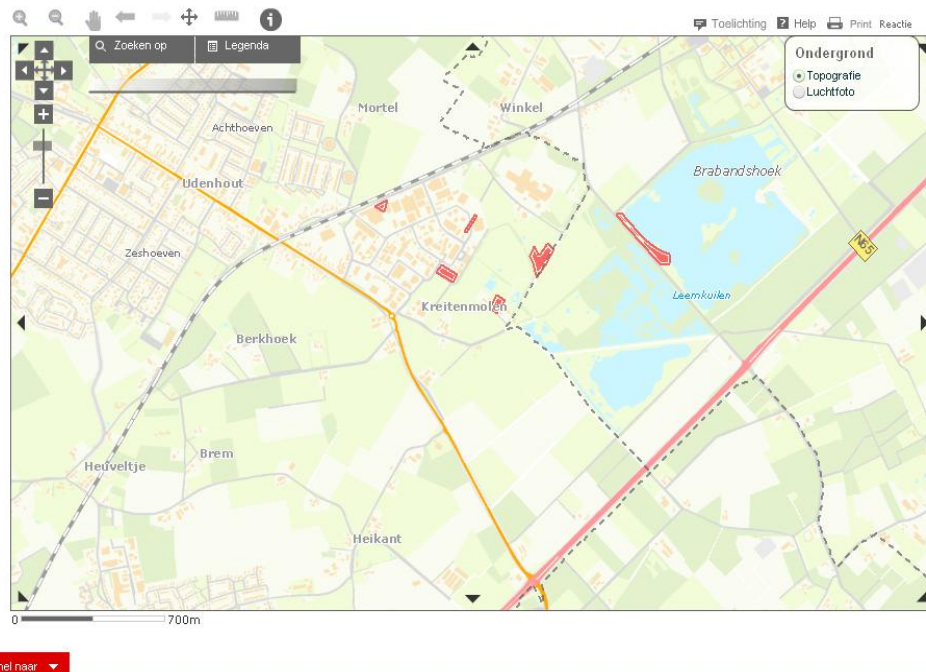 Toelichting ? Help Print Reactie
Zoeken op Legenda
Ondergrond
Topografie
Luchtfoto
Mortel
Winkel
Achthoeven
Brabandshoek
Udenhout
Zeshoeven
N65
Leemkuilen
Kreitenmolen
Berkhoek
Brem
Heuveltje
Heikant
0 700m
nel naar